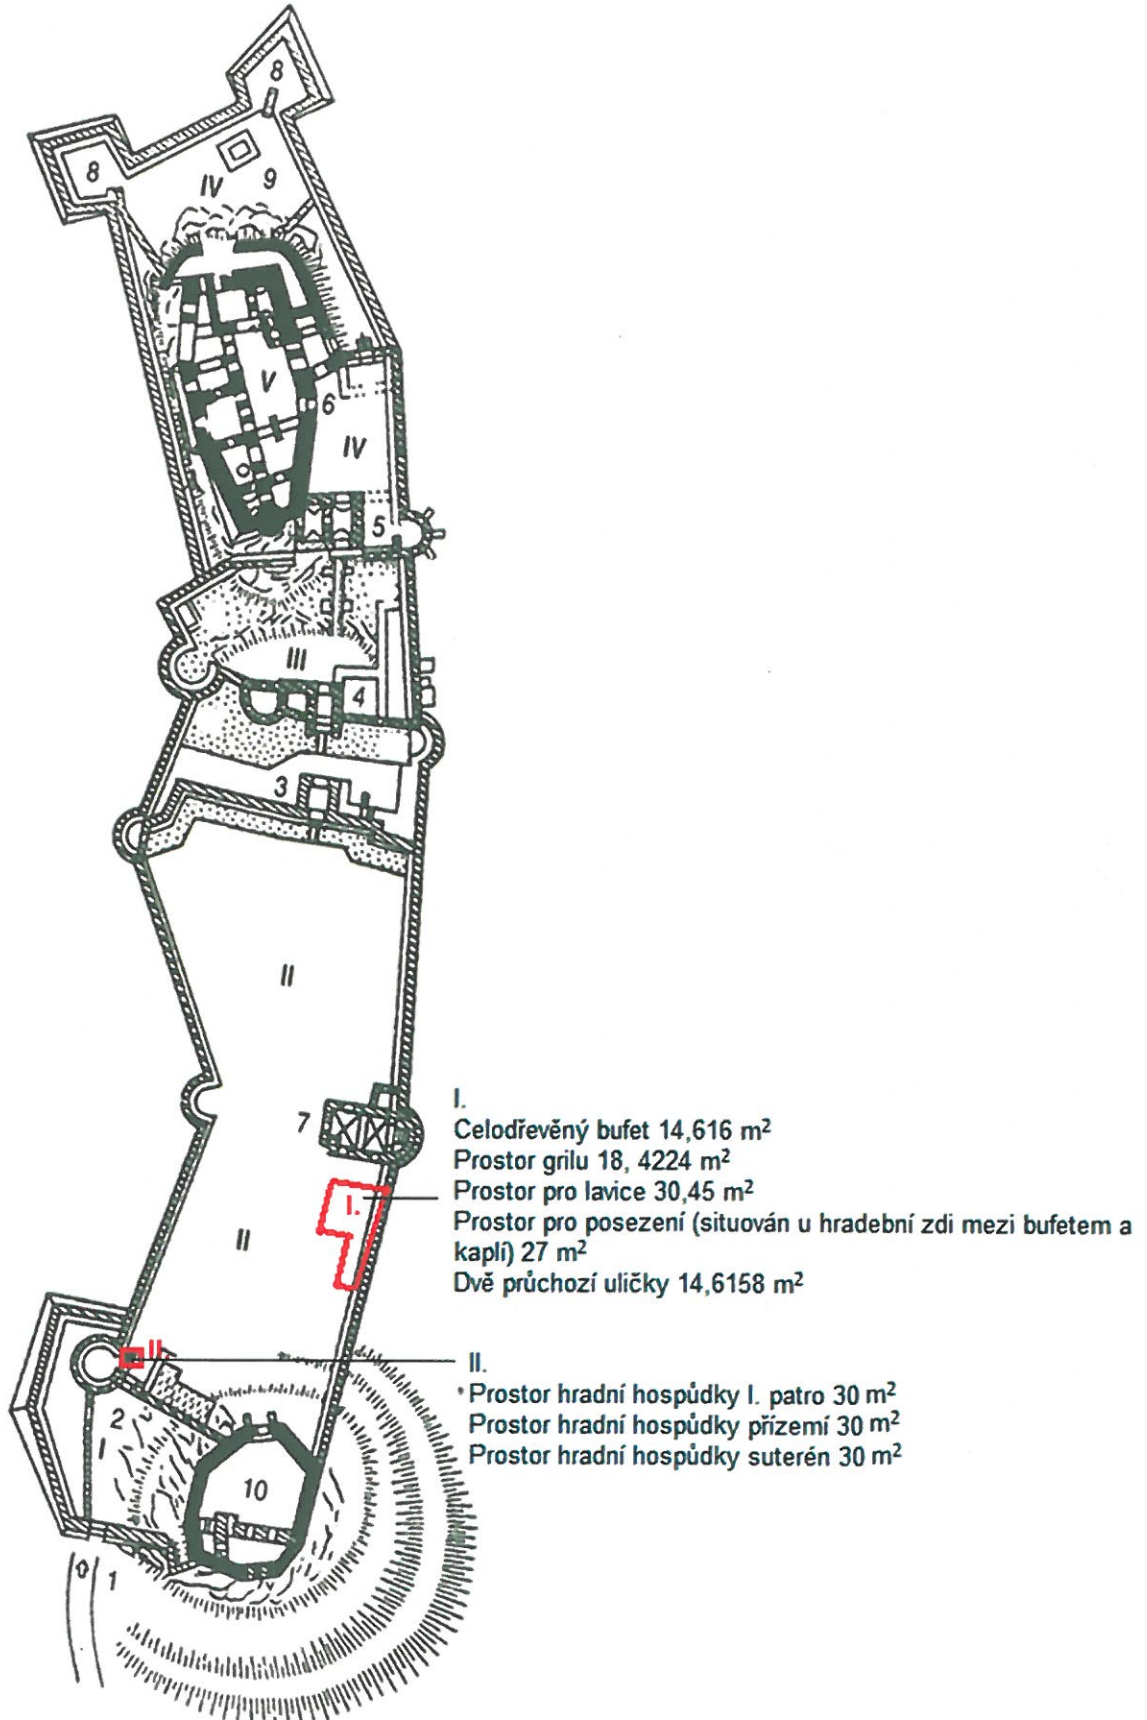 8
8
9
IV
V
6
IV
5
III
4
3
II
7
I.
Celodřevěný bufet 14,616 m²
Prostor grilu 18, 4224 m²
I.
Prostor pro lavice 30,45 m²
Prostor pro posezení (situován u hradební zdi mezi bufetem a
kaplí) 27 m²
II
Dvě průchozí uličky 14,6158 m²
II.
II.
Prostor hradní hospůdky I. patro 30 m²
2
Prostor hradní hospůdky přízemí 30 m²
I
Prostor hradní hospůdky suterén 30 m²
10
1